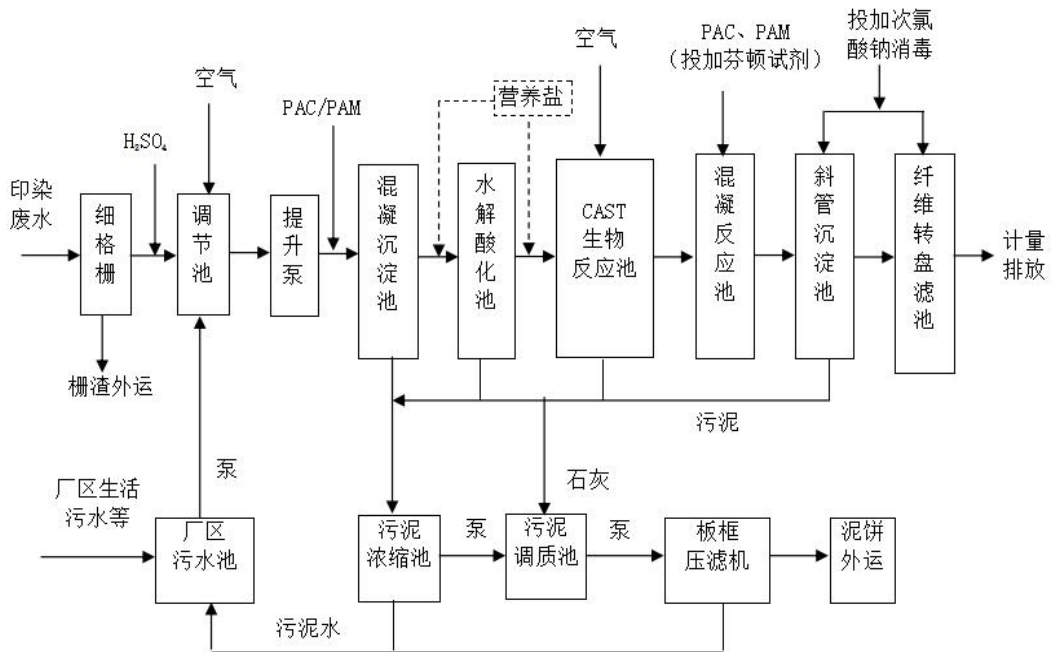 投加次氯
酸钠消毒
空气
PAC、PAM
(投加芬顿试剂)
空气
营养盐
PAC/PAM
H₂SO₄
印染
废水
细格栅
调节池
提升泵
混凝沉淀池
水解酸化池
CAST
生物
反应池
混凝反应池
斜管沉淀池
纤维转盘滤池
计量
排放
栅渣外运
污泥
泵
石灰
厂区生活
污水等
厂区
污水池
污泥
浓缩池
泵
污泥
调质池
泵
板框
压滤机
泥饼
外运
污泥水